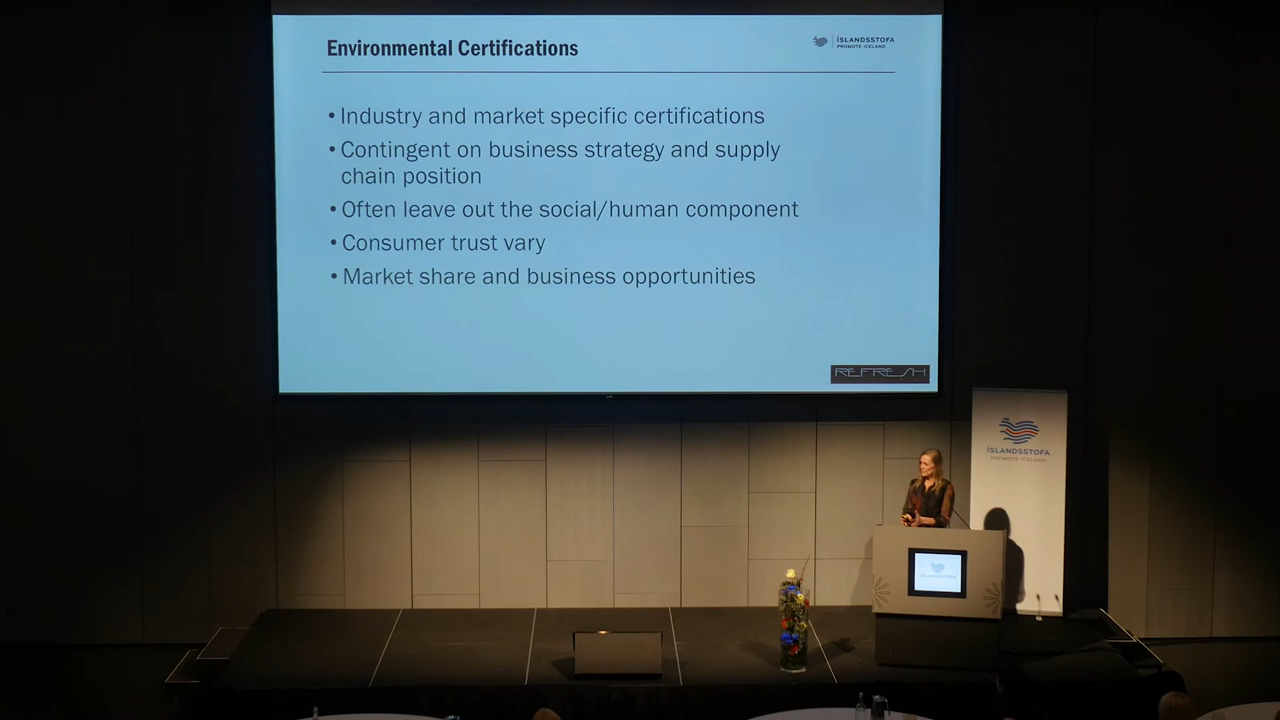 Environmental Certifications
ÍSLANDSSTOFA
PROMOTE ICELAND
• Industry and market specific certifications
• Contingent on business strategy and supply
chain position
• Often leave out the social/human component
• Consumer trust vary
• Market share and business opportunities
REFRESH
ÍSLANDSSTOFA
PROMOTE ICELAND